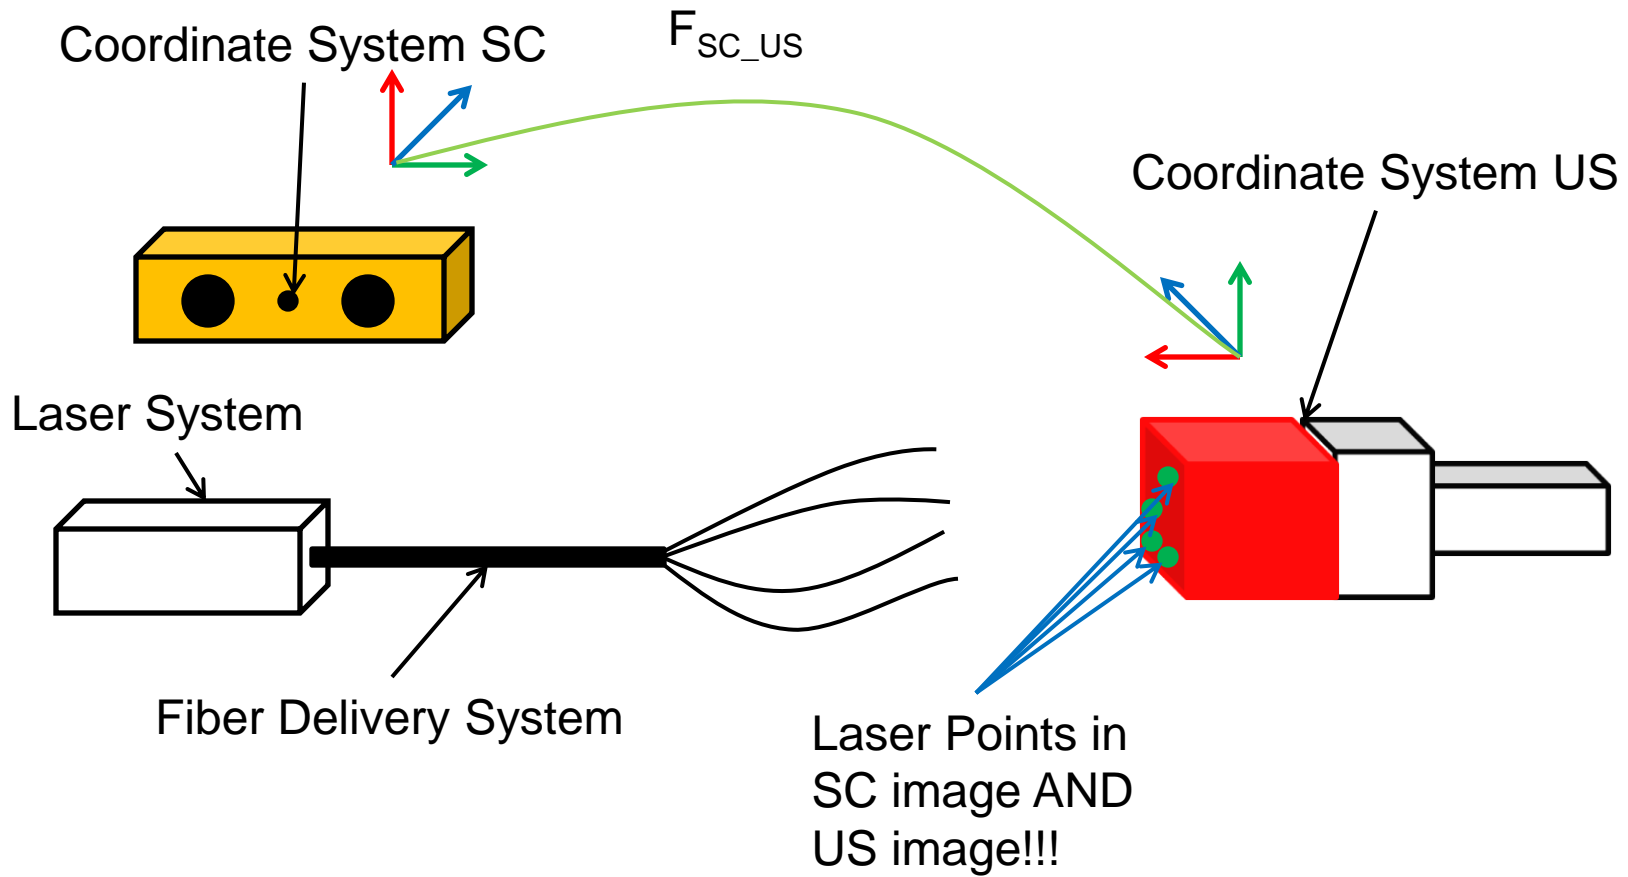 Coordinate System SC
F_SC_US
Coordinate System US
Laser System
Fiber Delivery System
Laser Points in
SC image AND
US image!!!